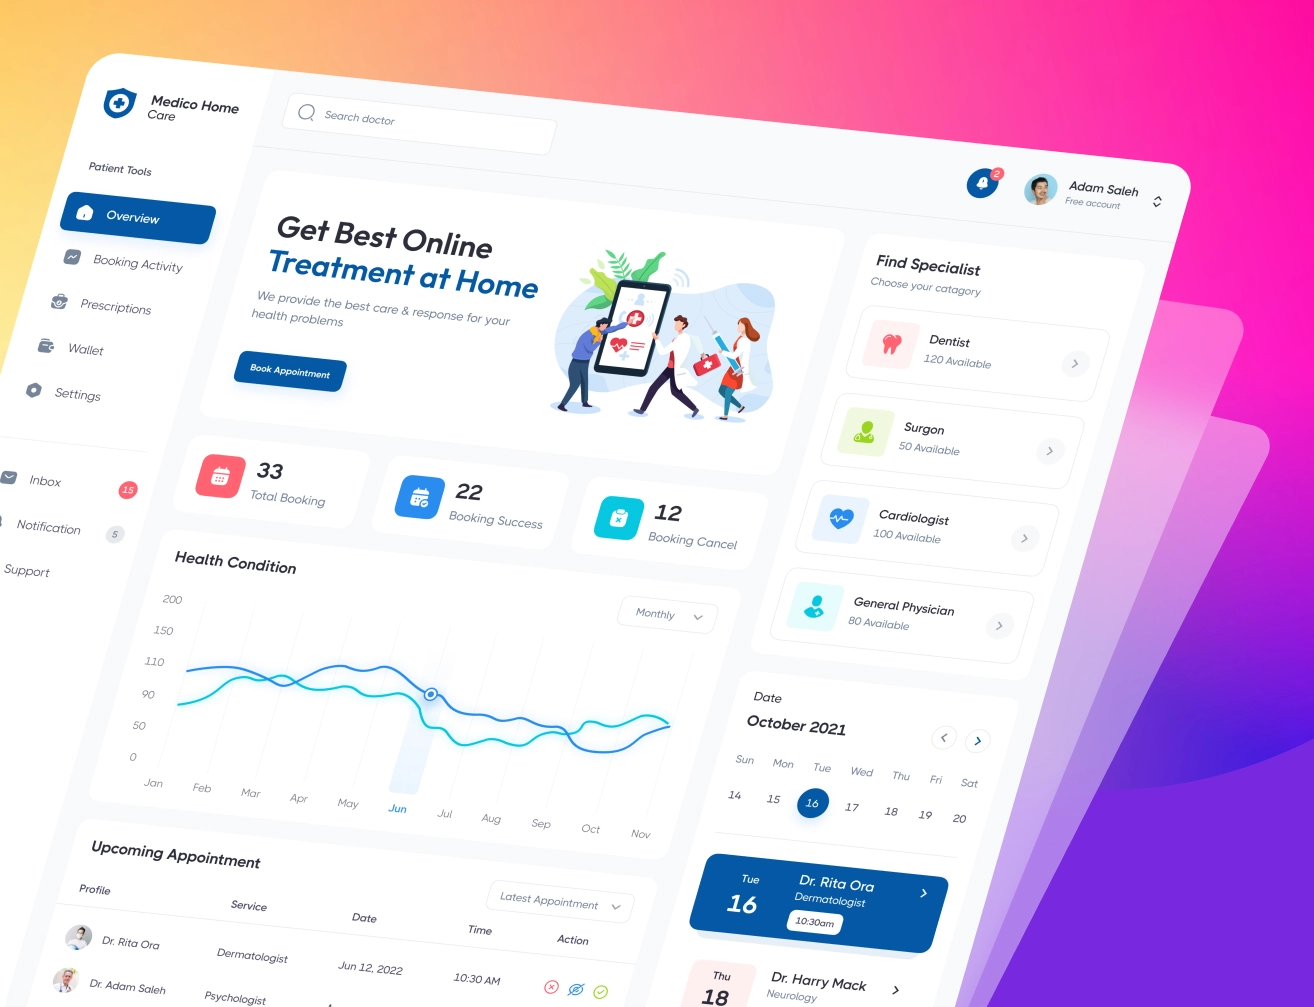 Medico Home
Care
Search doctor
2
Adam Saleh
Free account
Patient Tools
Overview
Booking Activity
Prescriptions
Wallet
Settings
Inbox
15
Notification
5
Support
Get Best Online
Treatment at Home
We provide the best care & response for your
health problems
Book Appointment
33
Total Booking
22
Booking Success
12
Booking Cancel
Health Condition
Monthly
200
150
110
90
50
0
Jan Feb Mar Apr May Jun Jul Aug Sep Oct Nov
Upcoming Appointment
Latest Appointment
Profile Service Date Time Action
Dr. Rita Ora Dermatologist Jun 12, 2022 10:30 AM
Dr. Adam Saleh Psychologist
Find Specialist
Choose your catagory
Dentist
120 Available
Surgon
50 Available
Cardiologist
100 Available
General Physician
80 Available
Date
October 2021
Sun Mon Tue Wed Thu Fri Sat
14 15 16 17 18 19 20
Tue
16
Dr. Rita Ora
Dermatologist
10:30am
Thu
18
Dr. Harry Mack
Neurology